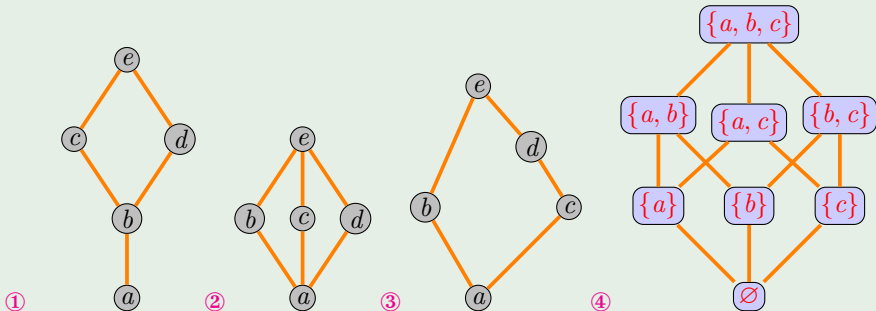 {a, b, c}
e
e
{a, b} {a, c} {b, c}
c d
e d
b c d b c {a} {b} {c}
b
① a ② a ③ a ④ ∅